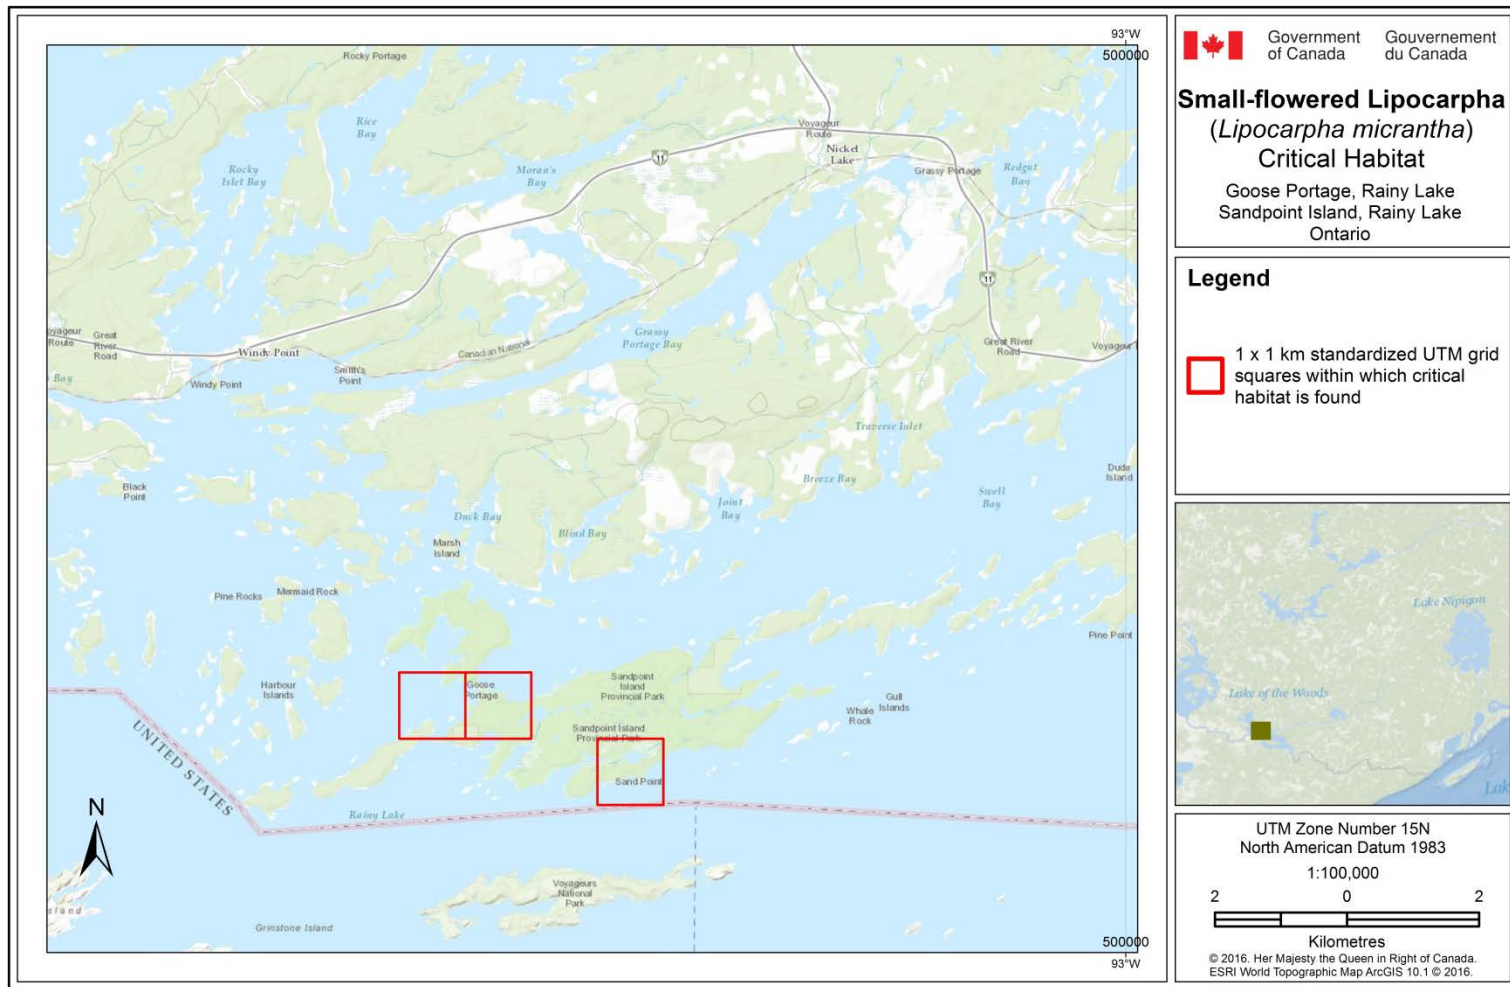 93°W
500000
Rocky Portage
Rice
Bay
Voyageur
Route
11
Nickel
Lake
Rocky
Islet Bay
Moran's
Bay
Grassy Portage
Redgut
Bay
11
Great
River
Road
Route
Windy Point
Canadian National
Grassy
Portage Bay
Great River
Road
Voyageur
Smith's
Point
Windy Point
Bay
Traverse Inlet
Black
Point
Breeze Bay
Dude
Island
Swell
Bay
Joint
Bay
Duck Bay
Blind Bay
Marsh
Island
Pine Rocks
Mermaid Rock
Pine Point
Harbour
Islands
Goose
Portage
Sandpoint
Island
Provincial Park
Gull
Islands
Whale
Rock
Sandpoint Island
Provincial Park
UNITED STATES
Sand Point
Rainy Lake
N
Voyageurs
National
Park
Island
Grinstone Island
500000
93°W
Government
of Canada
Gouvernement
du Canada
Small-flowered Lipocarpha
(Lipocarpha micrantha)
Critical Habitat
Goose Portage, Rainy Lake
Sandpoint Island, Rainy Lake
Ontario
Legend
1 x 1 km standardized UTM grid
squares within which critical
habitat is found
Lake Nipigon
Lake of the Woods
UTM Zone Number 15N
North American Datum 1983
1:100,000
2 0 2
Kilometres
© 2016. Her Majesty the Queen in Right of Canada.
ESRI World Topographic Map ArcGIS 10.1 © 2016.